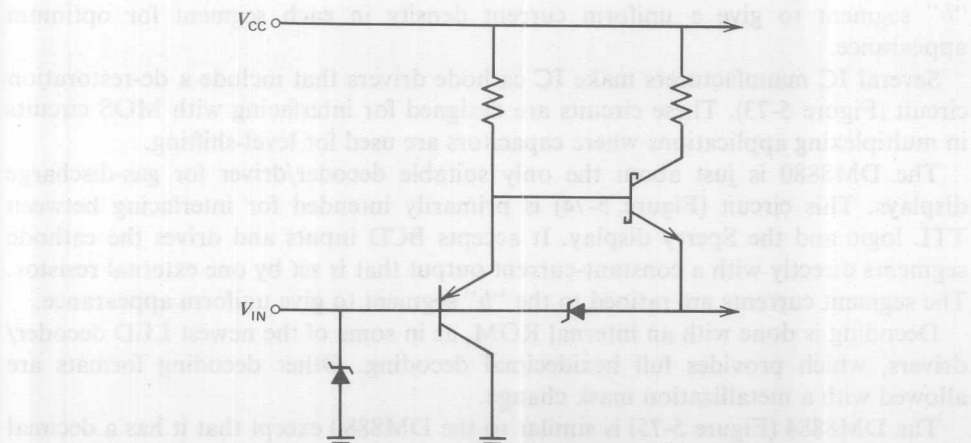 "b" segment to give a uniform current density in each segment for optimum
appearance.
VCC
Several IC manufacturers make IC cathode drivers that include a dc-restoration
circuit (Figure 5-73). These circuits are designed for interfacing with MOS circuits
in multiplexing applications where capacitors are used for level-shifting.
The DM8880 is just about the only suitable decoder/driver for gas-discharge
displays. This circuit (Figure 5-74) is primarily intended for interfacing between
TTL logic and the Sperry display. It accepts BCD inputs and drives the cathode
segments directly with a constant-current output that is set by one external resistor.
The segment currents are ratioed to the "b" segment to give uniform appearance.
VIN
Decoding is done with an internal ROM, as in some of the newest LED decoder/
drivers, which provides full hexidecimal decoding. Other decoding formats are
allowed with a metallization mask change.
The DM8884 (Figure 5-75) is similar to the DM8880 except that it has a decimal